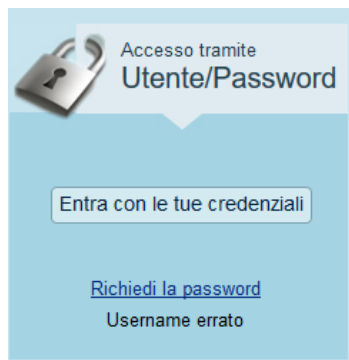 Accesso tramite
Utente/Password
Entra con le tue credenziali
Richiedi la password
Username errato